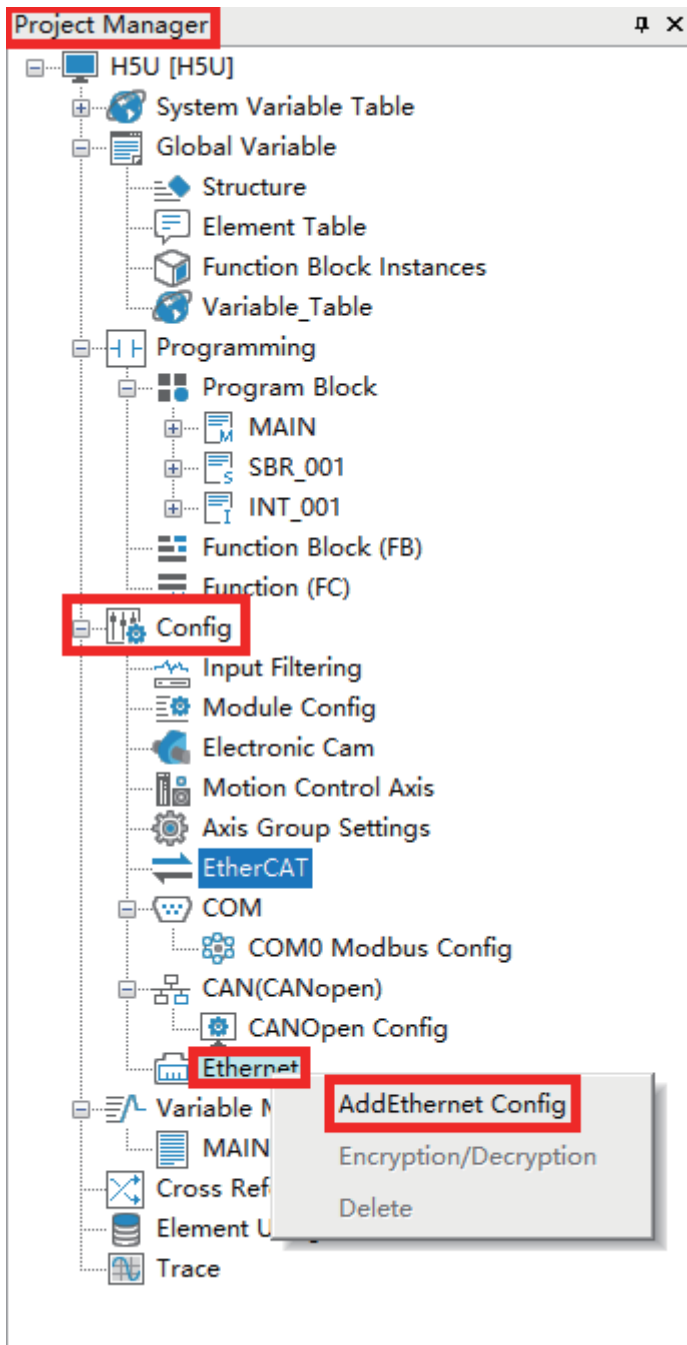 Project Manager
H5U [H5U]
System Variable Table
Global Variable
Structure
Element Table
Function Block Instances
Variable_Table
Programming
Program Block
MAIN
SBR_001
INT_001
Function Block (FB)
Function (FC)
Config
Input Filtering
Module Config
Electronic Cam
Motion Control Axis
Axis Group Settings
EtherCAT
COM
COM0 Modbus Config
CAN(CANopen)
CANOpen Config
Ethernet
AddEthernet Config
Variable
MAIN
Encryption/Decryption
Cross
Delete
Element
Trace